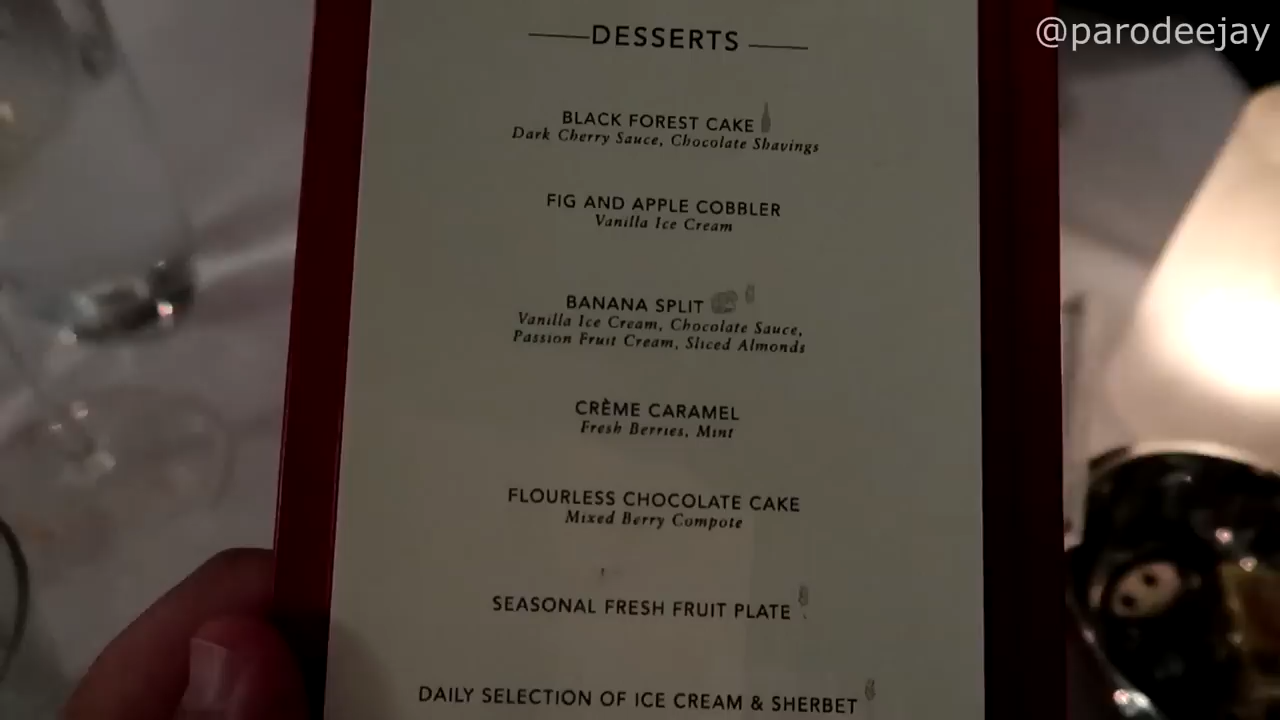 @parodeejay
DESSERTS
BLACK FOREST CAKE
Dark Cherry Sauce, Chocolate Shavings
FIG AND APPLE COBBLER
Vanilla Ice Cream
BANANA SPLIT
Vanilla Ice Cream, Chocolate Sauce,
Passion Fruit Cream, Sliced Almonds
CRÈME CARAMEL
Fresh Berries, Mint
FLOURLESS CHOCOLATE CAKE
Mixed Berry Compote
SEASONAL FRESH FRUIT PLATE
DAILY SELECTION OF ICE CREAM & SHERBET